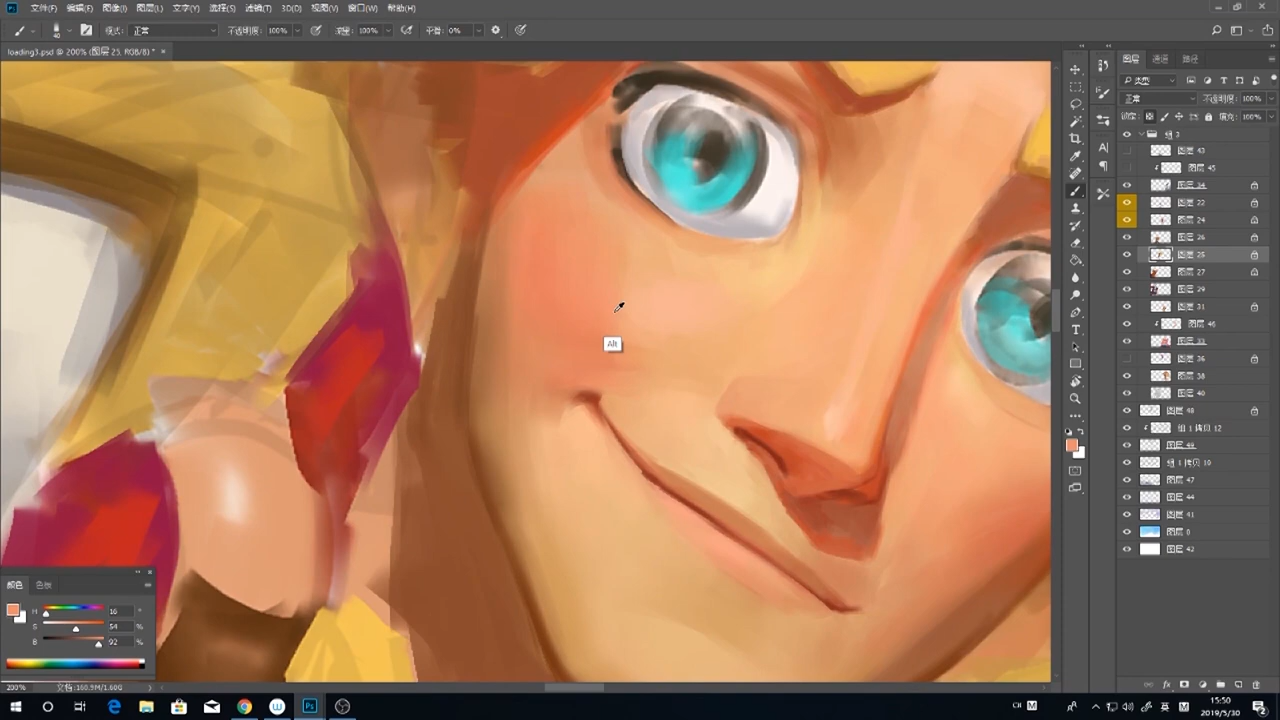 文件(F) 编辑(E) 图像(I) 图层(L) 文字(Y) 选择(S) 滤镜(T) 3D(D) 视图(V) 窗口(W) 帮助(H)
40 模式: 正常 不透明度: 100% 流量: 100% 平滑: 0%
loading3.psd @ 200% (图层 25, RGB/8) * ×
图层 通道 路径
类型
正常 不透明度: 100%
锁定: 填充: 100%
组 3
图层 43
图层 45
图层 34
图层 22
图层 24
图层 26
图层 25
图层 27
图层 29
图层 31
图层 46
图层 33
图层 36
图层 38
图层 40
图层 48
组 1 拷贝 12
图层 49
组 1 拷贝 10
图层 47
图层 44
图层 41
图层 0
图层 42
Alt
颜色 色板
H 16 °
S 54 %
B 92 %
200% 文档:160.9M/1.60G
CH M 英 M 15:50
2019/5/30